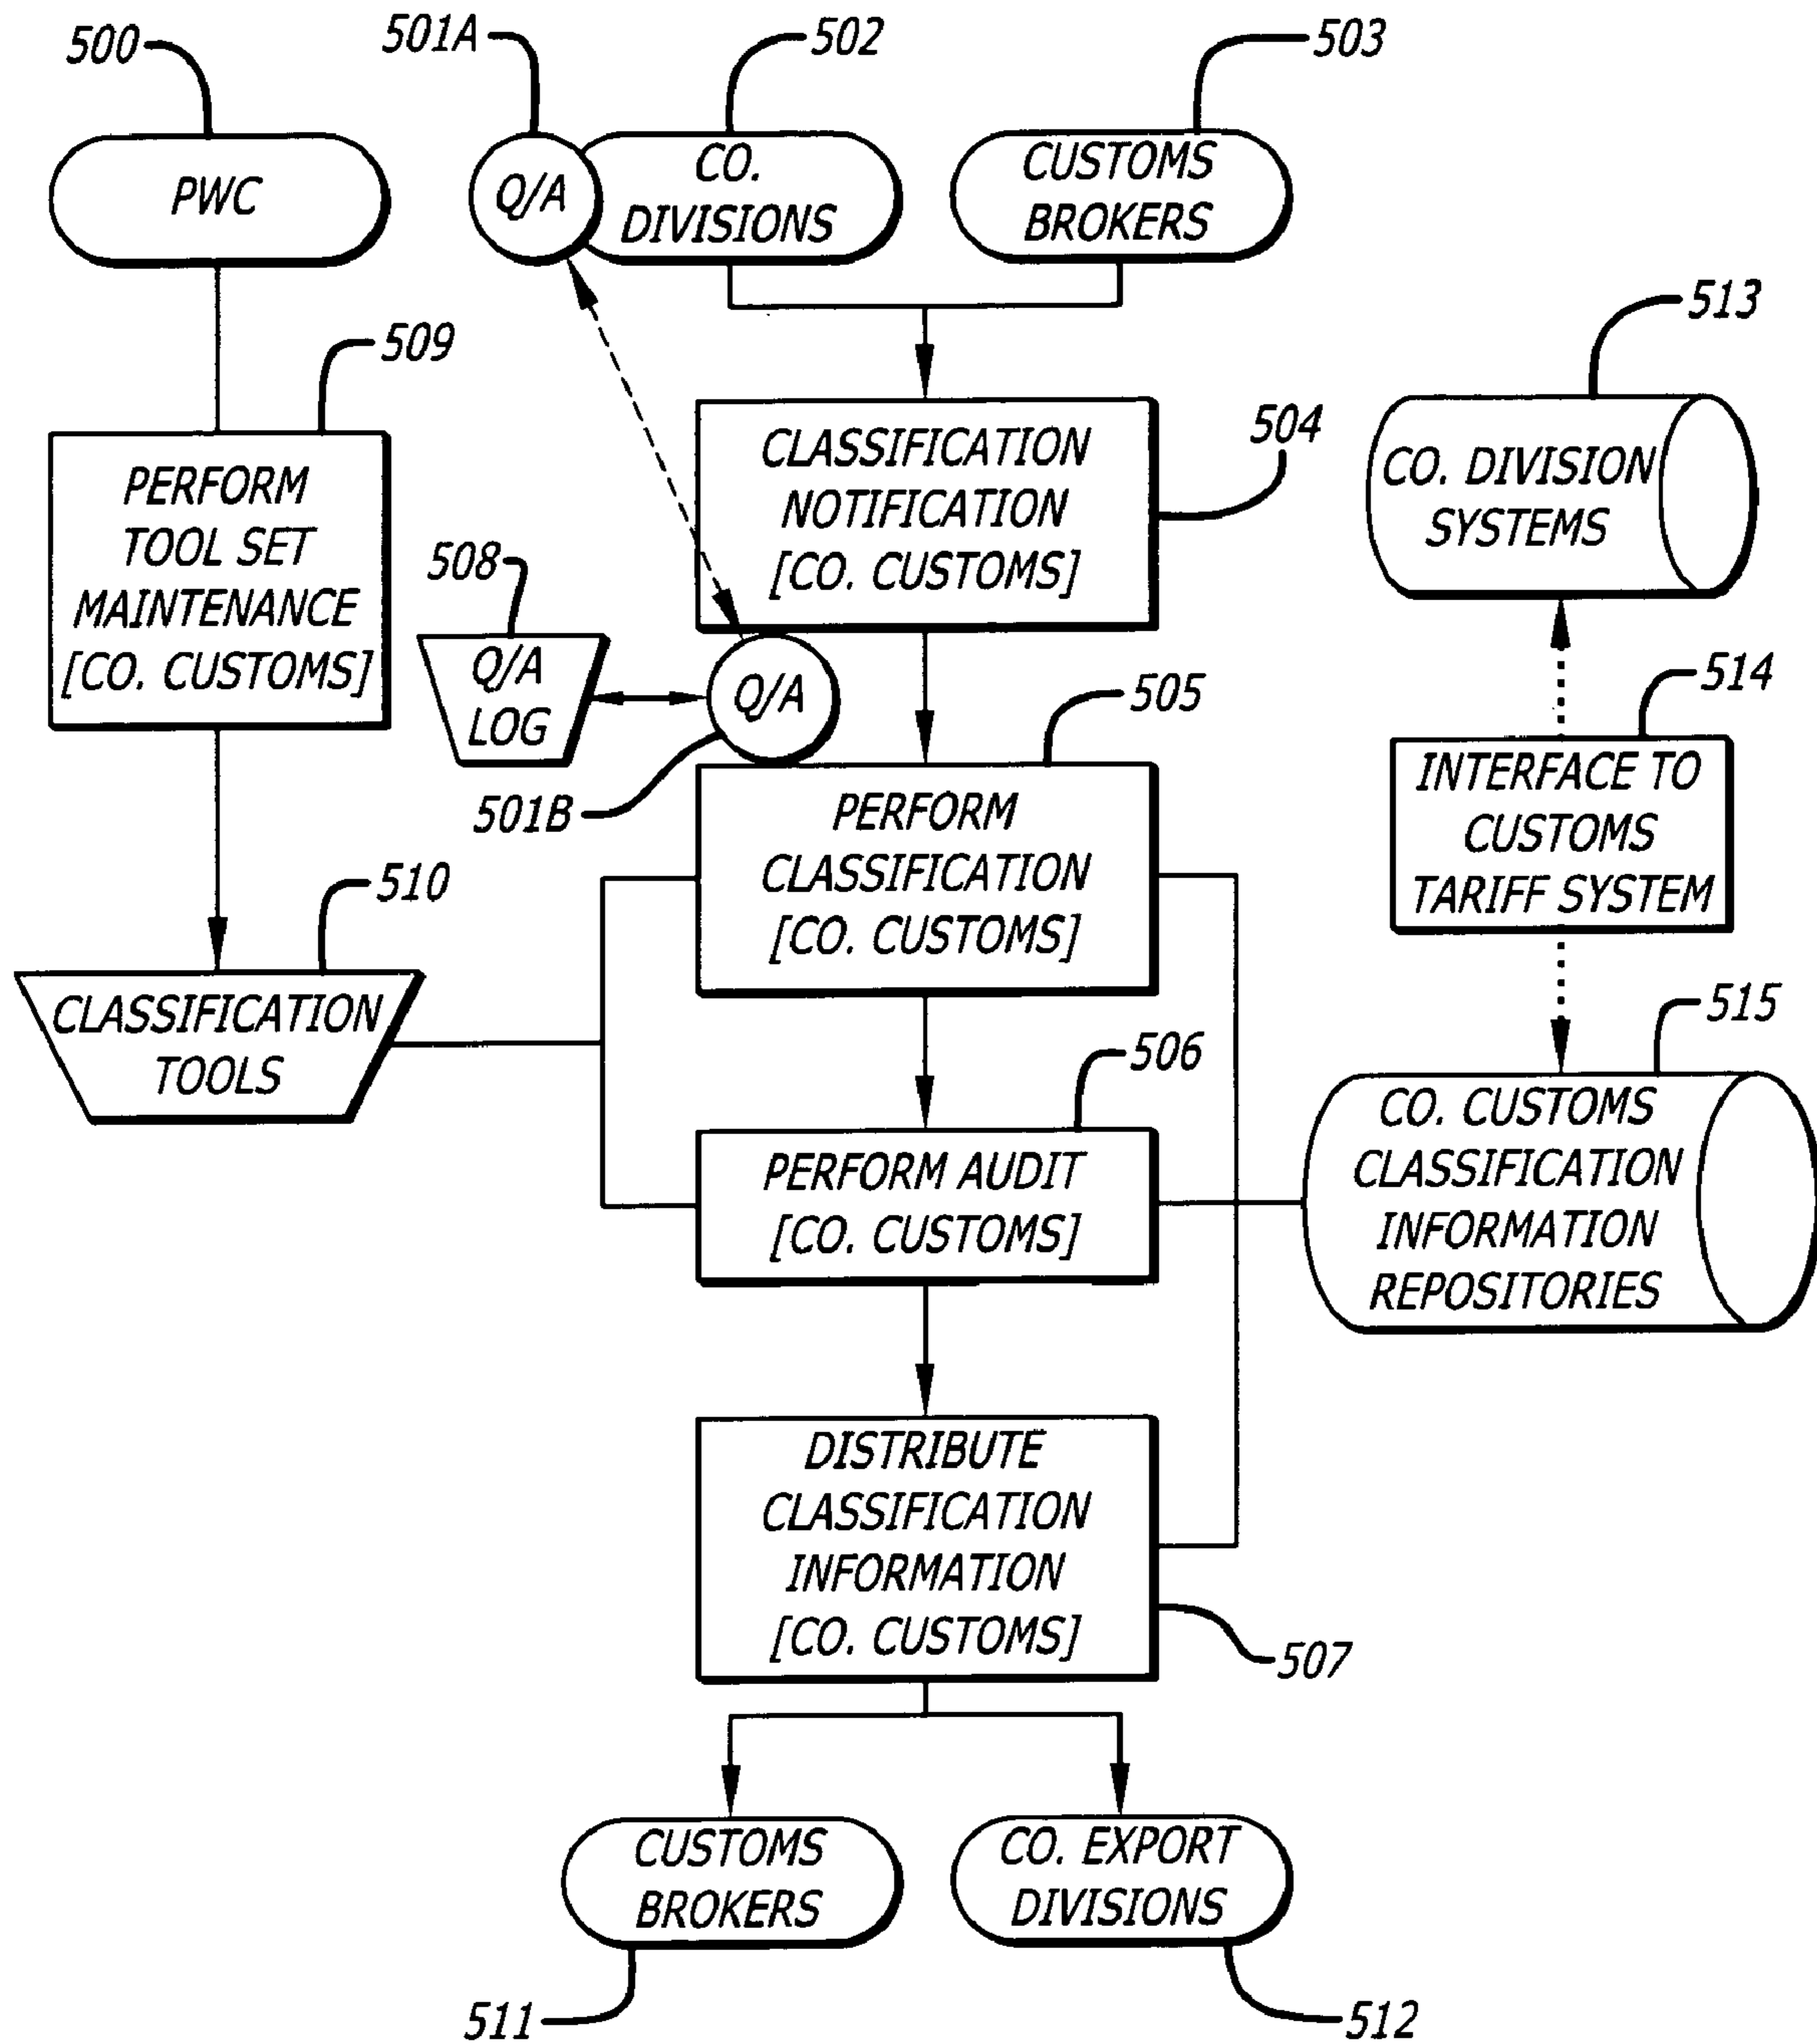 500
501A
502
503
PWC
Q/A
CO.
DIVISIONS
CUSTOMS
BROKERS
509
PERFORM
TOOL SET
MAINTENANCE
[CO. CUSTOMS]
504
CLASSIFICATION
NOTIFICATION
[CO. CUSTOMS]
513
CO. DIVISION
SYSTEMS
508
Q/A
LOG
Q/A
501B
505
PERFORM
CLASSIFICATION
[CO. CUSTOMS]
514
INTERFACE TO
CUSTOMS
TARIFF SYSTEM
510
CLASSIFICATION
TOOLS
506
PERFORM AUDIT
[CO. CUSTOMS]
515
CO. CUSTOMS
CLASSIFICATION
INFORMATION
REPOSITORIES
DISTRIBUTE
CLASSIFICATION
INFORMATION
[CO. CUSTOMS]
507
CUSTOMS
BROKERS
CO. EXPORT
DIVISIONS
511
512